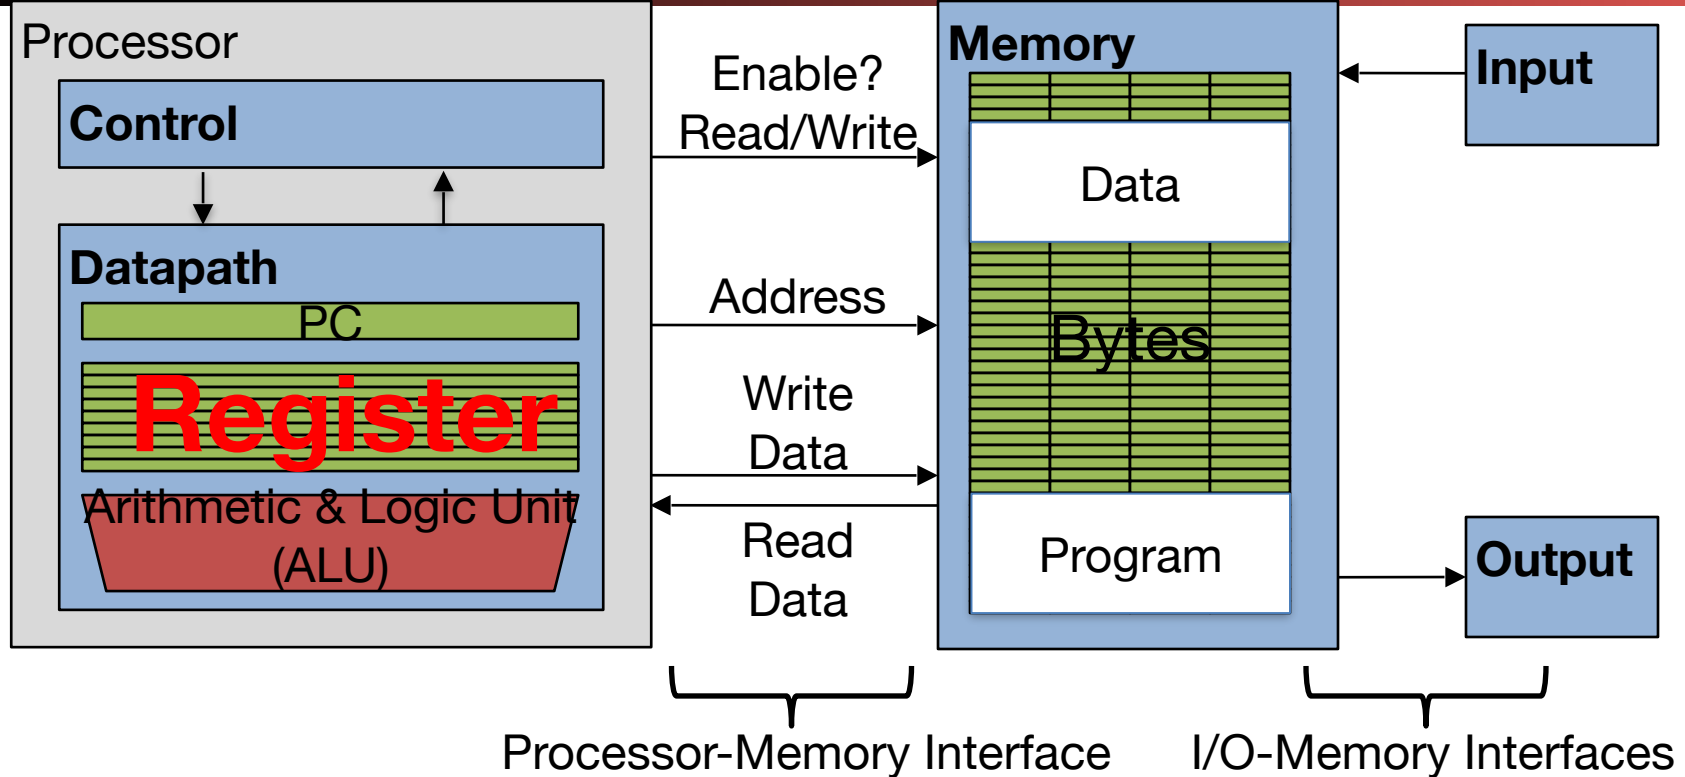 Processor
Control
Datapath
PC
Register
Arithmetic & Logic Unit
(ALU)
Enable?
Read/Write
Address
Write
Data
Read
Data
Memory
Data
Bytes
Program
Input
Output
Processor-Memory Interface
I/O-Memory Interfaces